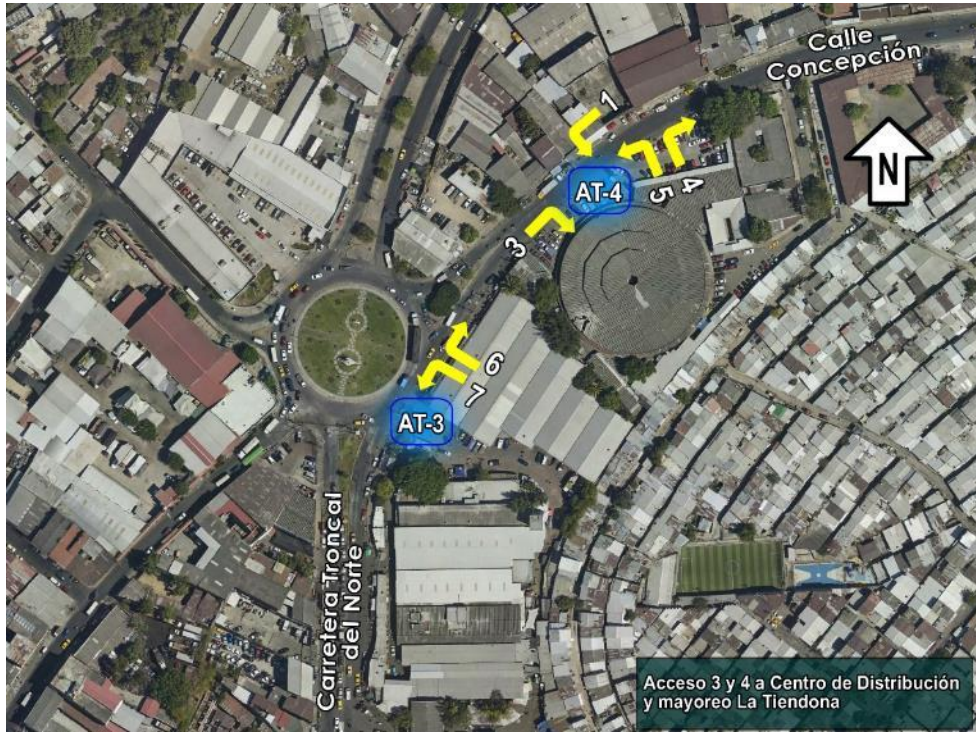 Calle
Concepción
1
AT-4
N
4
5
3
6
7
AT-3
Carretera Troncal
del Norte
Acceso 3 y 4 a Centro de Distribución
y mayoreo La Tiendona